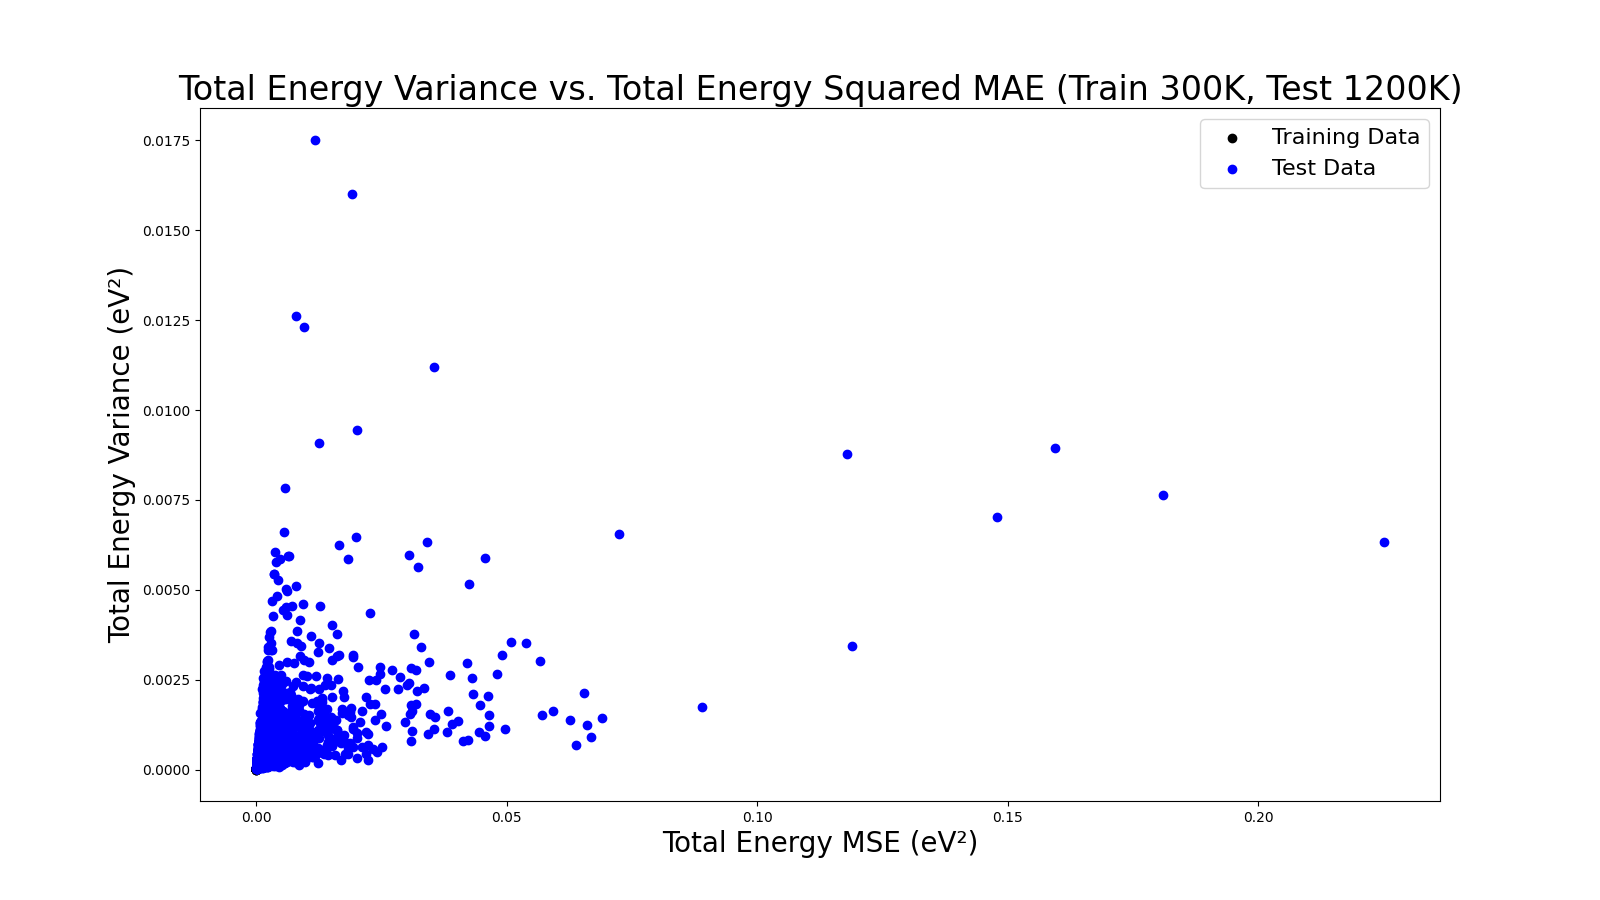 Total Energy Variance vs. Total Energy Squared MAE (Train 300K, Test 1200K)
Training Data
Test Data
Total Energy Variance (eV²)
0.0175
0.0150
0.0125
0.0100
0.0075
0.0050
0.0025
0.0000
0.00 0.05 0.10 0.15 0.20
Total Energy MSE (eV²)